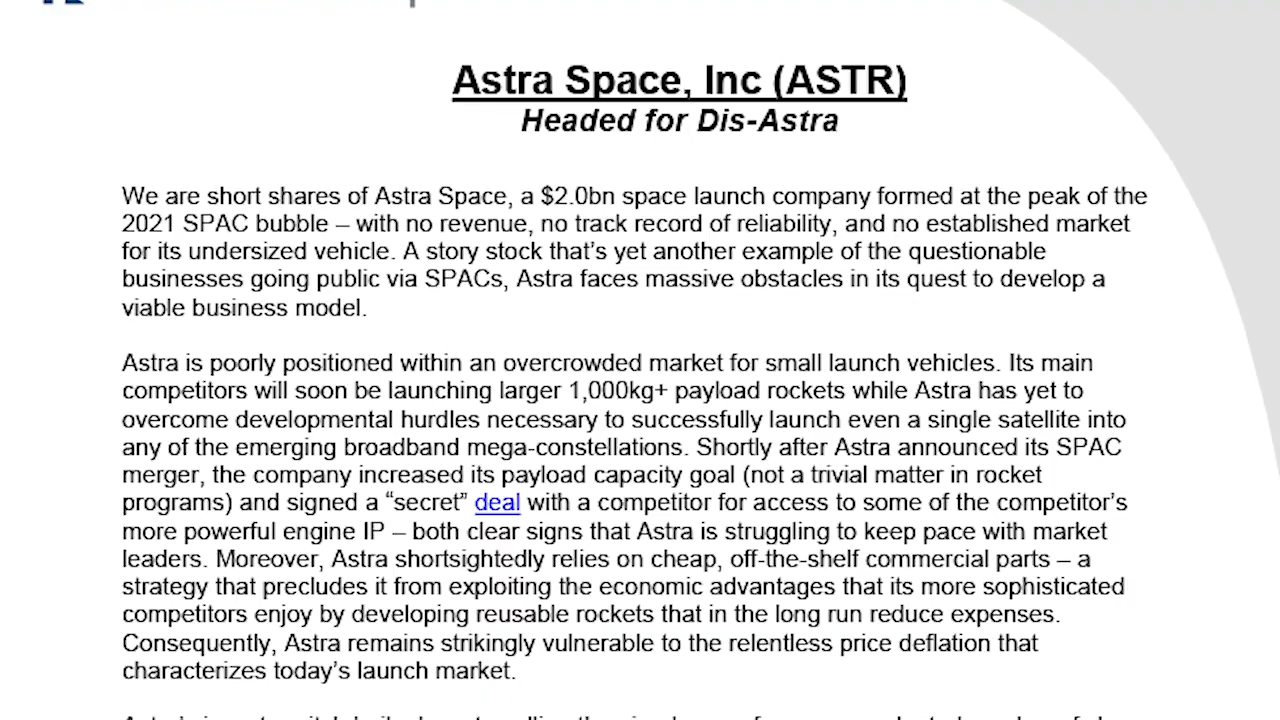 Astra Space, Inc (ASTR)
Headed for Dis-Astra
We are short shares of Astra Space, a $2.0bn space launch company formed at the peak of the
2021 SPAC bubble – with no revenue, no track record of reliability, and no established market
for its undersized vehicle. A story stock that's yet another example of the questionable
businesses going public via SPACs, Astra faces massive obstacles in its quest to develop a
viable business model.
Astra is poorly positioned within an overcrowded market for small launch vehicles. Its main
competitors will soon be launching larger 1,000kg+ payload rockets while Astra has yet to
overcome developmental hurdles necessary to successfully launch even a single satellite into
any of the emerging broadband mega-constellations. Shortly after Astra announced its SPAC
merger, the company increased its payload capacity goal (not a trivial matter in rocket
programs) and signed a “secret” deal with a competitor for access to some of the competitor's
more powerful engine IP – both clear signs that Astra is struggling to keep pace with market
leaders. Moreover, Astra shortsightedly relies on cheap, off-the-shelf commercial parts – a
strategy that precludes it from exploiting the economic advantages that its more sophisticated
competitors enjoy by developing reusable rockets that in the long run reduce expenses.
Consequently, Astra remains strikingly vulnerable to the relentless price deflation that
characterizes today's launch market.